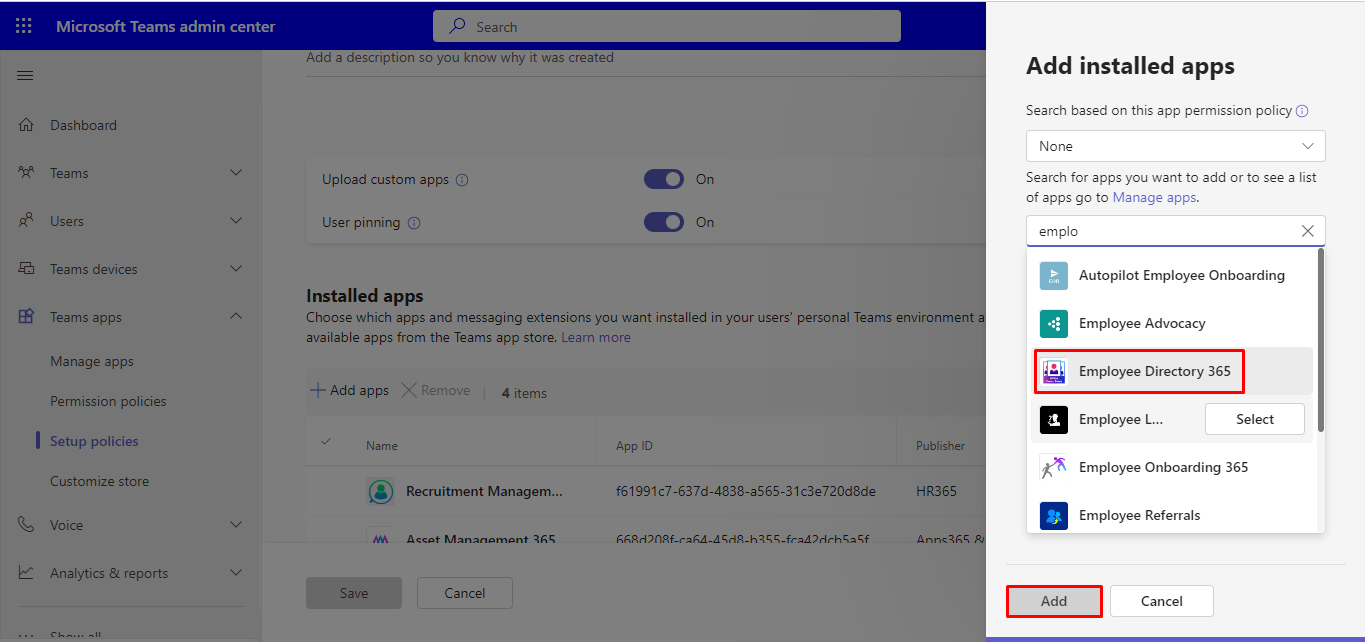 Microsoft Teams admin center
Search
Dashboard
Teams
Users
Teams devices
Teams apps
Manage apps
Permission policies
Setup policies
Customize store
Voice
Analytics & reports
Show all
Add a description so you know why it was created
Upload custom apps
On
User pinning
On
Installed apps
Choose which apps and messaging extensions you want installed in your users' personal Teams environment a
available apps from the Teams app store. Learn more
Add apps
Remove
4 items
Name
App ID
Publisher
Recruitment Managem...
f61991c7-637d-4838-a565-31c3e720d8de
HR365
Asset Management 365
668d208f-ca64-45d8-b355-fca42dcb5a5f
Apps365 &
Save
Cancel
Add installed apps
Search based on this app permission policy
None
Search for apps you want to add or to see a list
of apps go to Manage apps.
emplo
Autopilot Employee Onboarding
Employee Advocacy
Employee Directory 365
Employee L...
Select
Employee Onboarding 365
Employee Referrals
Add
Cancel